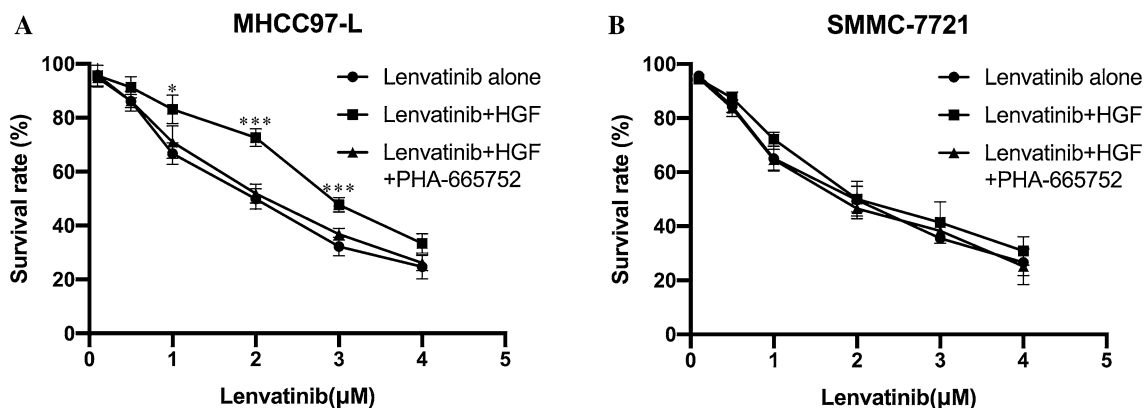 A
MHCC97-L
100
80
60
40
20
0
Survival rate (%)
*
***
***
Lenvatinib alone
Lenvatinib+HGF
Lenvatinib+HGF
+PHA-665752
0
1
2
3
4
5
Lenvatinib(μM)
B
SMMC-7721
100
80
60
40
20
0
Survival rate (%)
Lenvatinib alone
Lenvatinib+HGF
Lenvatinib+HGF
+PHA-665752
0
1
2
3
4
5
Lenvatinib(μM)